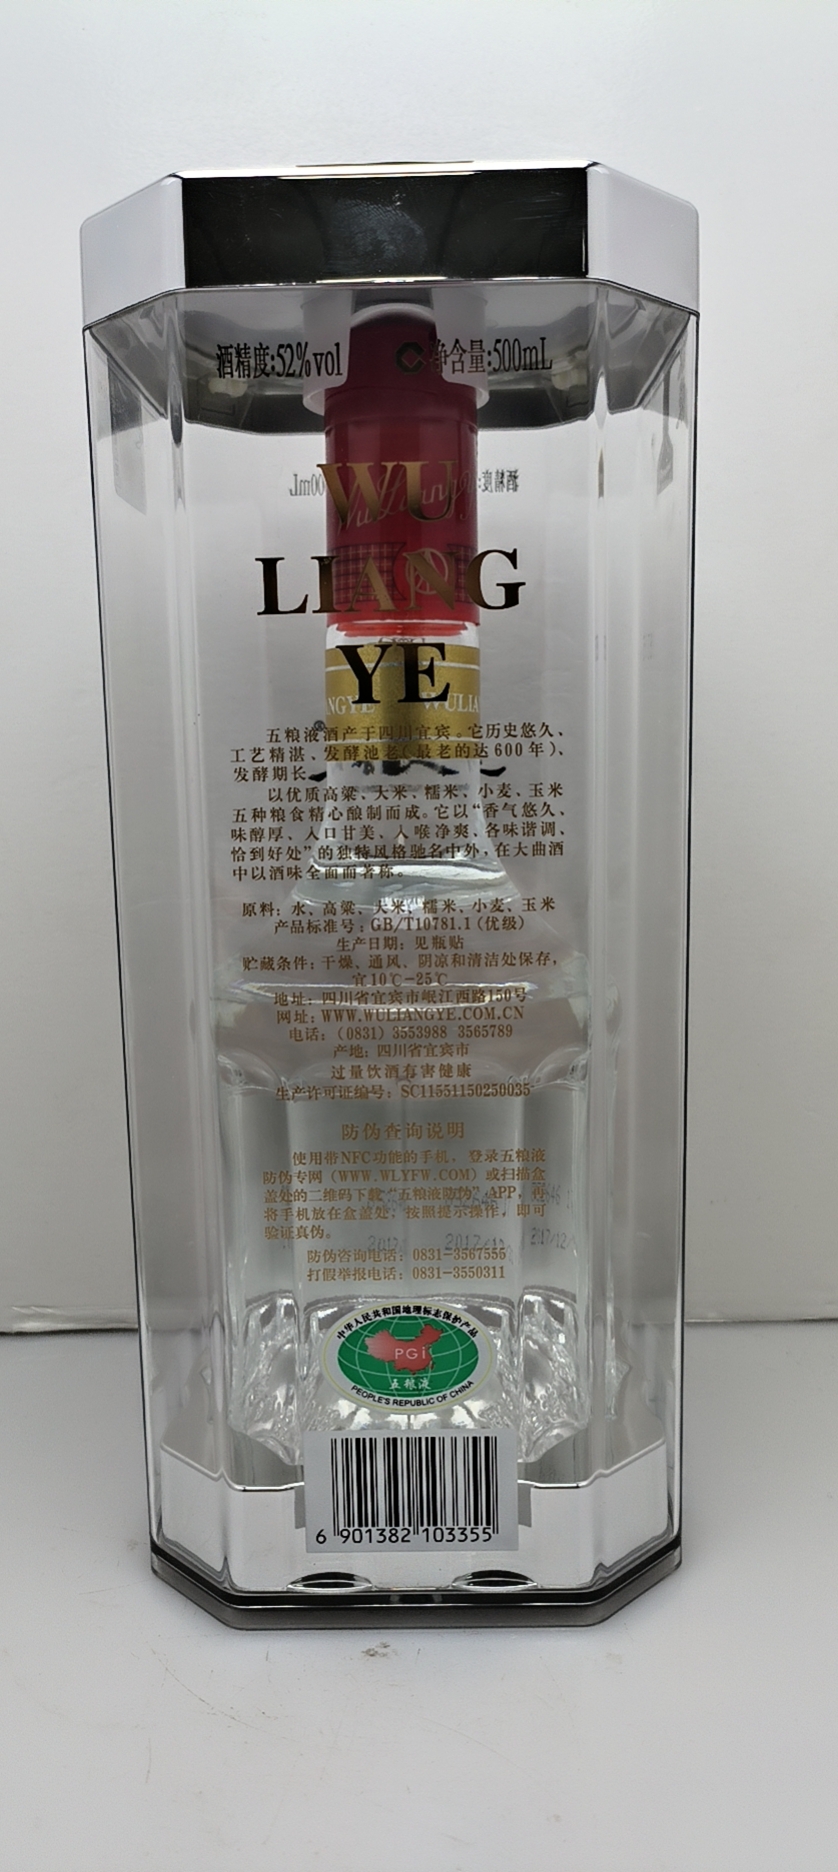 酒精度:52%vol 净含量:500mL
WU
LIANG
YE
NGYE WULIA
五粮液®酒产于四川宜宾。它历史悠久、
工艺精湛、发酵池老(最老的达600年)、
发酵期长。
以优质高粱、大米、糯米、小麦、玉米
五种粮食精心酿制而成。它以“香气悠久、
味醇厚、入口甘美、入喉净爽、各味谐调、
恰到好处”的独特风格驰名中外,在大曲酒
中以酒味全面而著称。
原料: 水、高粱、大米、糯米、小麦、玉米
产品标准号: GB/T10781.1(优级)
生产日期: 见瓶贴
贮藏条件: 干燥、通风、阴凉和清洁处保存,
宜10℃-25℃
地址: 四川省宜宾市岷江西路150号
网址: WWW.WULIANGYE.COM.CN
电话: (0831) 3553988 3565789
产地: 四川省宜宾市
过量饮酒有害健康
生产许可证编号: SC11551150250035
防伪查询说明
使用带NFC功能的手机, 登录五粮液
防伪专网 (WWW.WLYFW.COM) 或扫描盒
盖处的二维码下载“五粮液防伪”APP, 再
将手机放在盒盖处, 按照提示操作, 即可
验证真伪。
防伪咨询电话: 0831-3567555
打假举报电话: 0831-3550311
中华人民共和国地理标志保护产品
PGi
五粮液
PEOPLE'S REPUBLIC OF CHINA
6 901382 103355